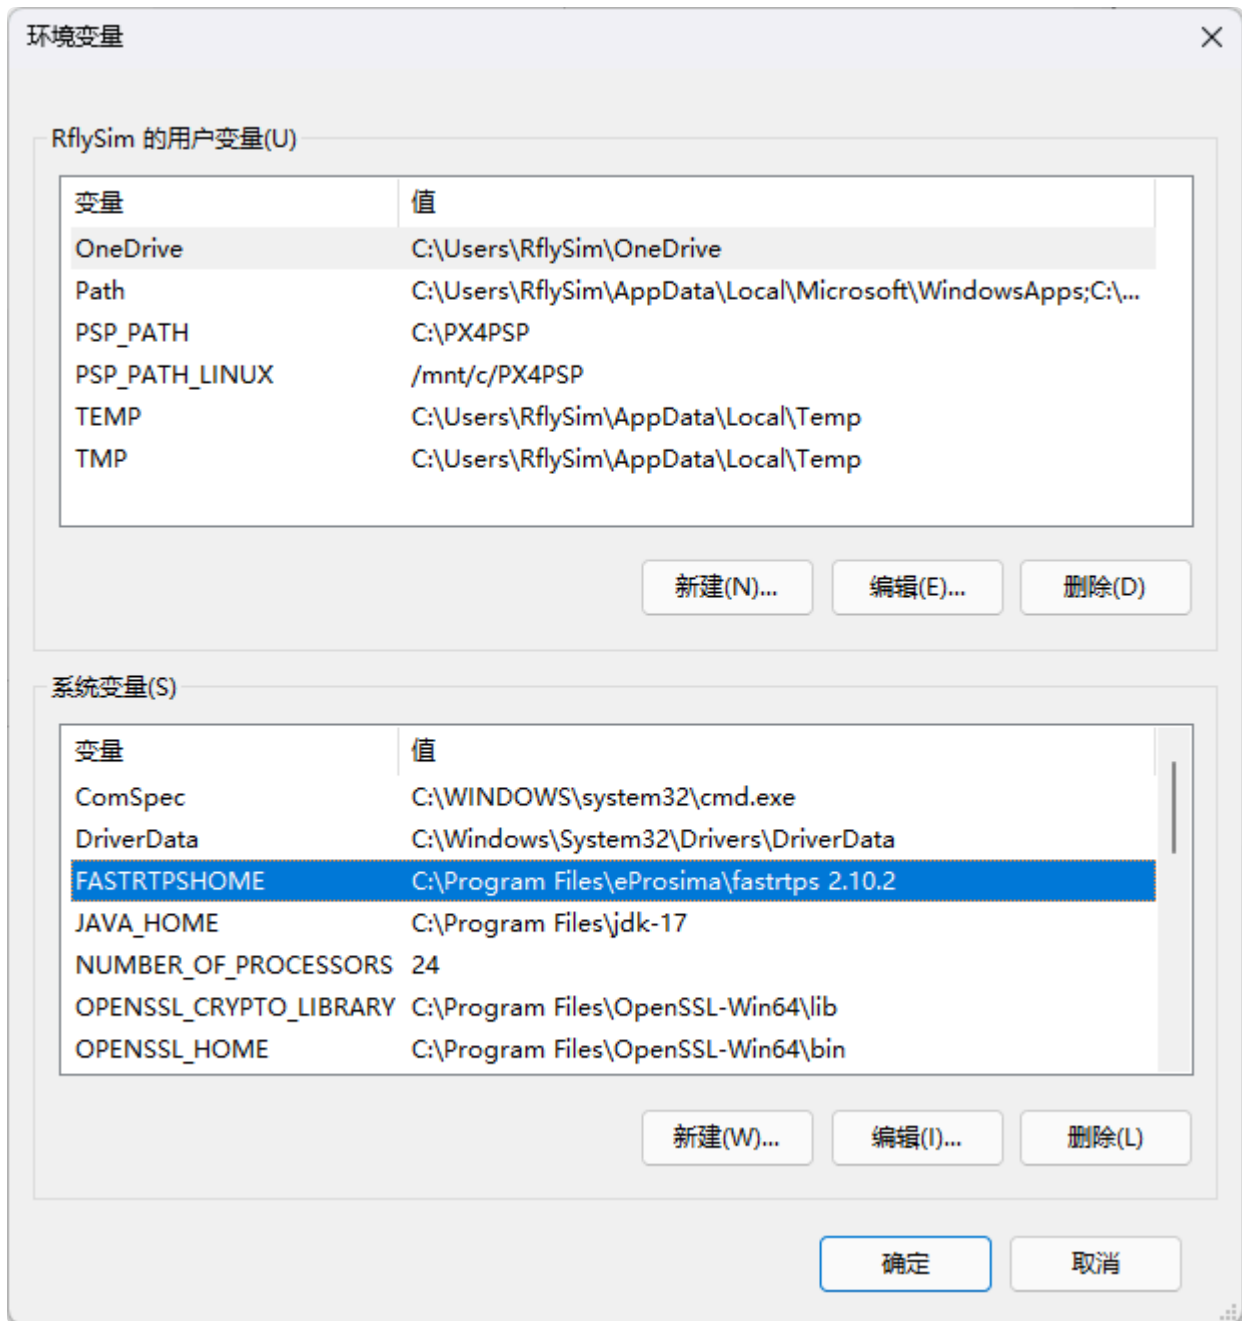 环境变量
RflySim 的用户变量(U)
变量 值
OneDrive C:\Users\RflySim\OneDrive
Path C:\Users\RflySim\AppData\Local\Microsoft\WindowsApps;C:\...
PSP_PATH C:\PX4PSP
PSP_PATH_LINUX /mnt/c/PX4PSP
TEMP C:\Users\RflySim\AppData\Local\Temp
TMP C:\Users\RflySim\AppData\Local\Temp
新建(N)... 编辑(E)... 删除(D)
系统变量(S)
变量 值
ComSpec C:\WINDOWS\system32\cmd.exe
DriverData C:\Windows\System32\Drivers\DriverData
FASTRTPSHOME C:\Program Files\eProsima\fastrtps 2.10.2
JAVA_HOME C:\Program Files\jdk-17
NUMBER_OF_PROCESSORS 24
OPENSSL_CRYPTO_LIBRARY C:\Program Files\OpenSSL-Win64\lib
OPENSSL_HOME C:\Program Files\OpenSSL-Win64\bin
新建(W)... 编辑(I)... 删除(L)
确定 取消